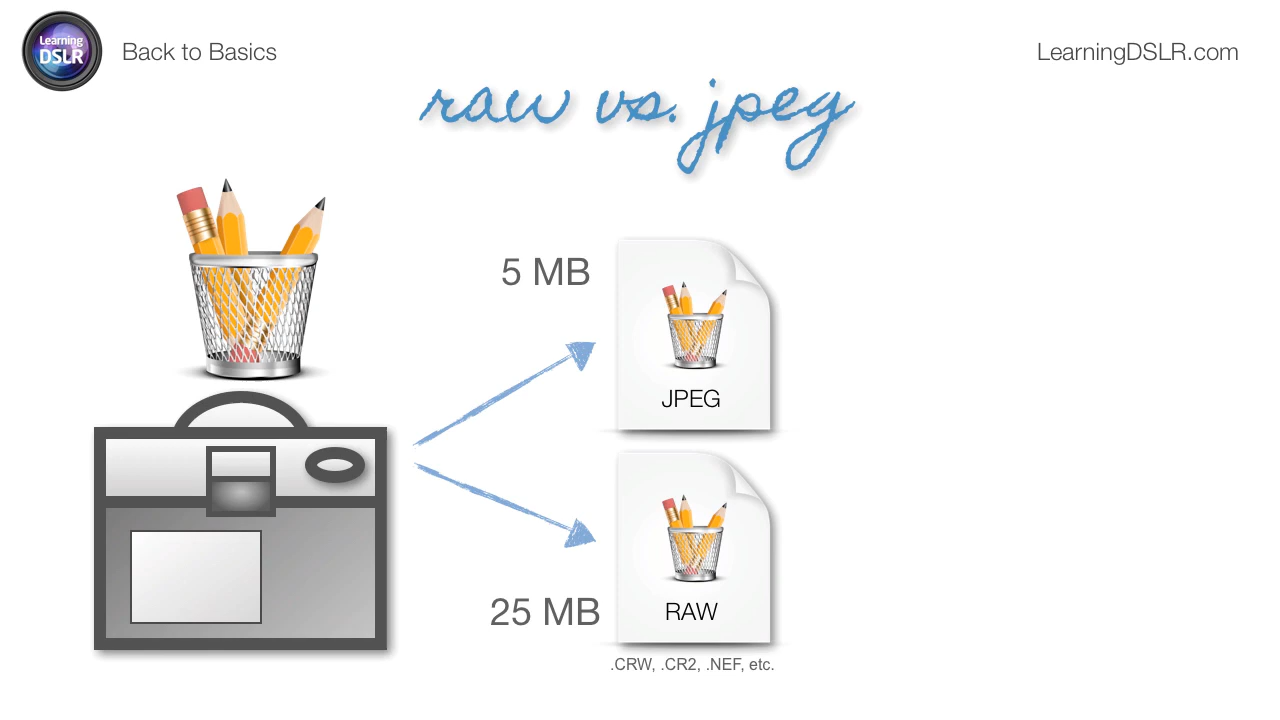 Learning
DSLR
Back to Basics
LearningDSLR.com
raw vs. jpeg
5 MB
JPEG
25 MB
RAW
.CRW, .CR2, .NEF, etc.